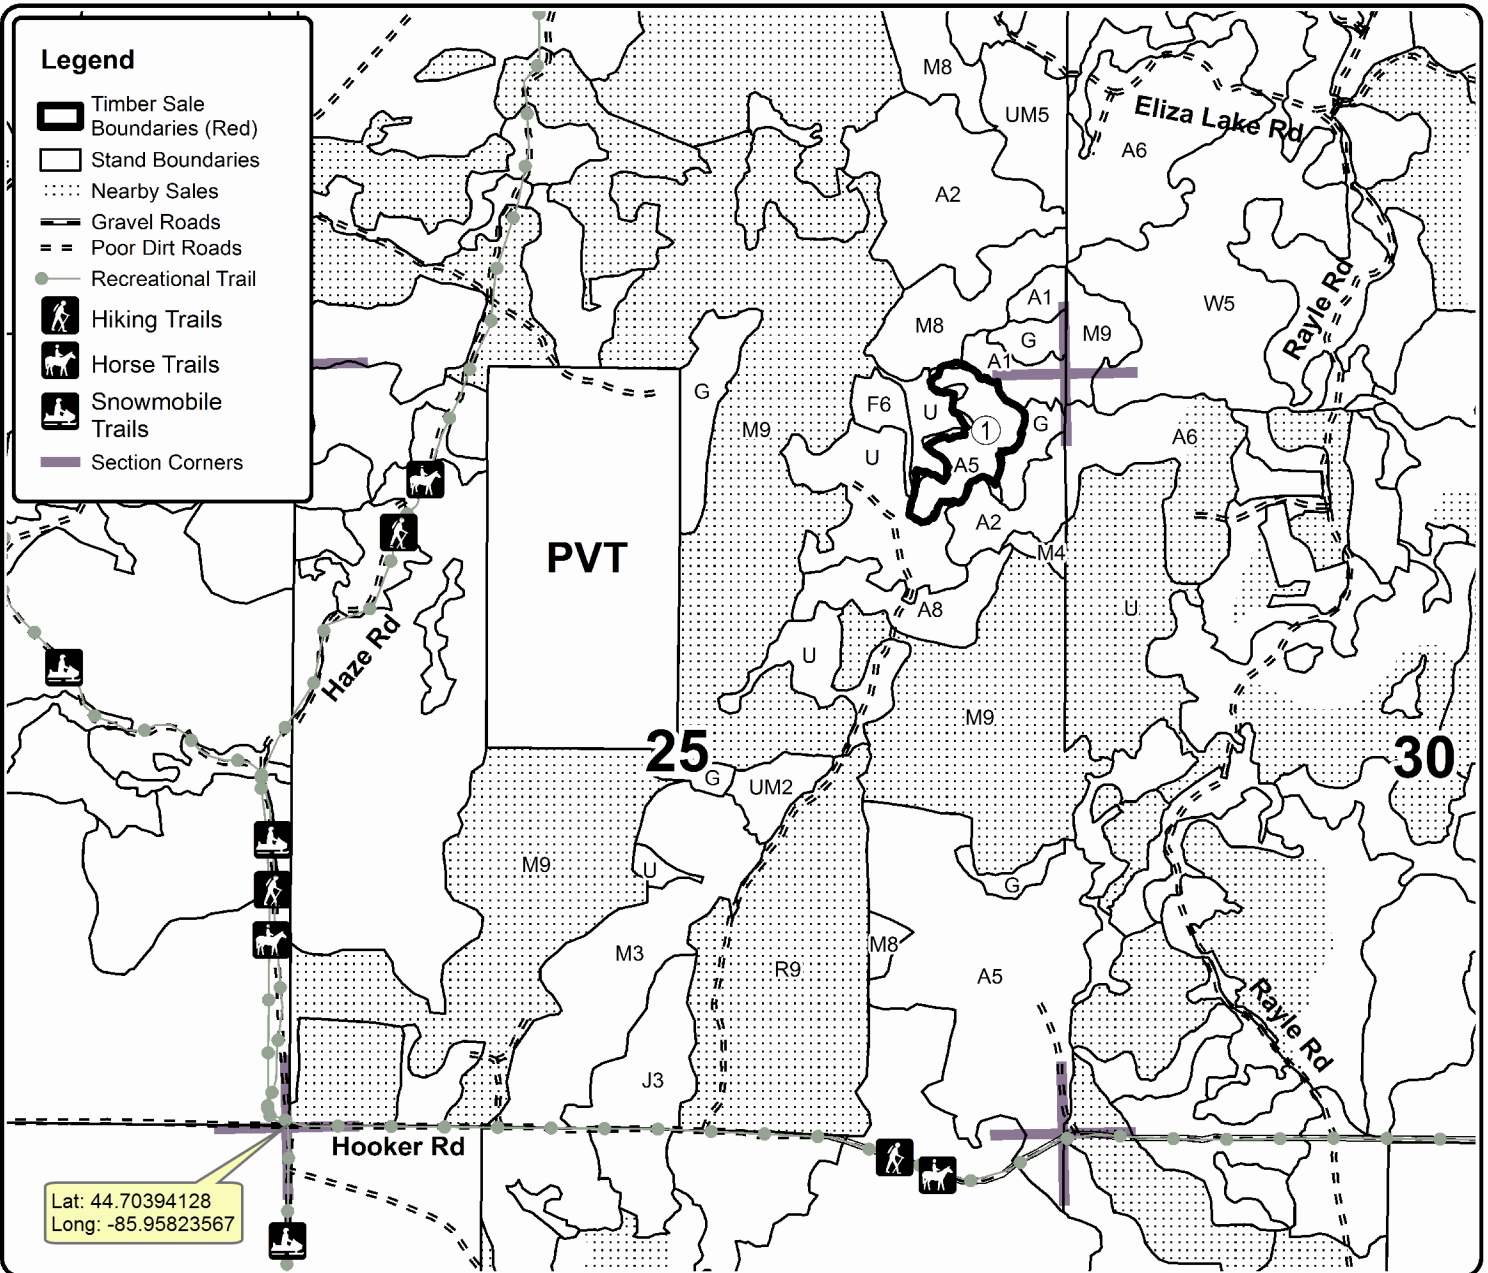 Legend
Timber Sale
Boundaries (Red)
Stand Boundaries
Nearby Sales
Gravel Roads
Poor Dirt Roads
Recreational Trail
Hiking Trails
Horse Trails
Snowmobile
Trails
Section Corners
M8
UM5
Eliza Lake Rd
A6
A2
A1
M8
G
M9
W5
Rayle Rd
A1
G
F6
U
M9
1
G
A6
U
A5
A2
PVT
M4
A8
U
Haze Rd
U
M9
25
30
G
UM2
M9
U
G
M3
M8
R9
A5
Rayle Rd
J3
Hooker Rd
Lat: 44.70394128
Long: -85.95823567